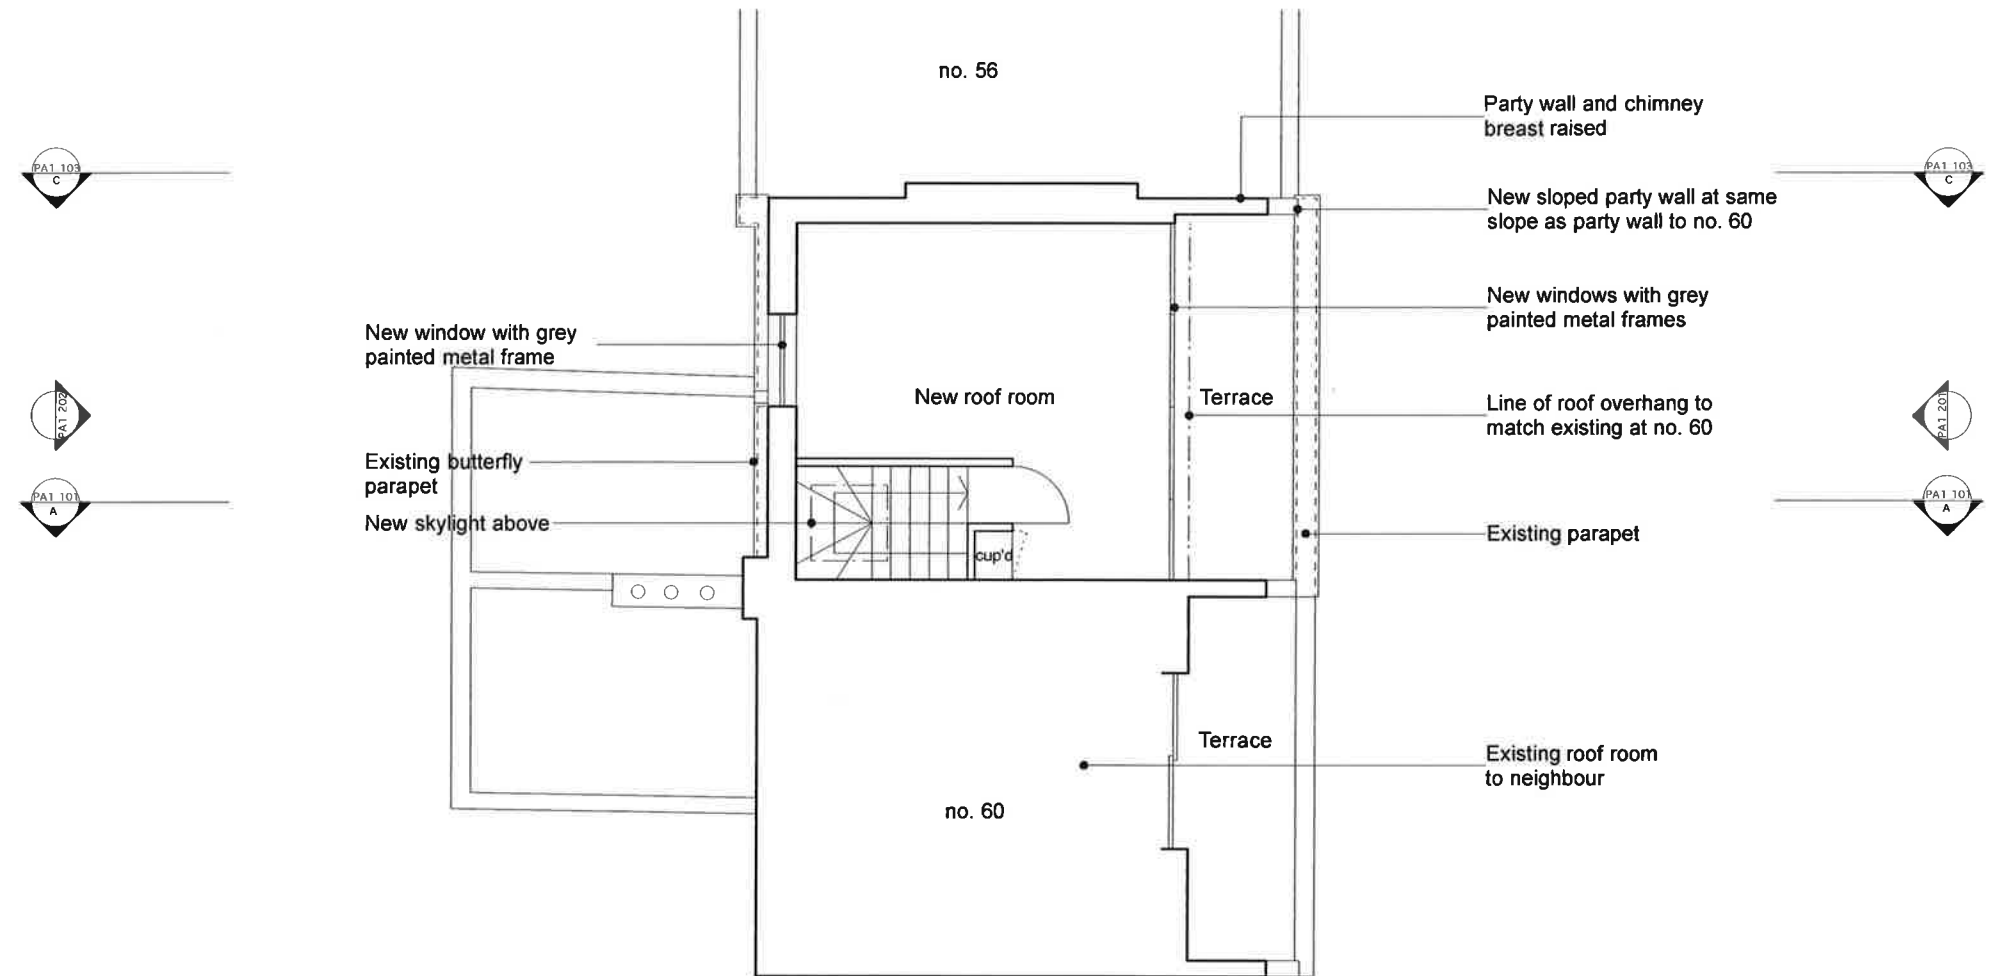 no. 56
Party wall and chimney
breast raised
PA1 103
C
PA1 103
C
New sloped party wall at same
slope as party wall to no. 60
New windows with grey
painted metal frames
New window with grey
painted metal frame
New roof room
Terrace
Line of roof overhang to
match existing at no. 60
PA1 202
PA1 201
Existing butterfly
parapet
PA1 101
A
PA1 101
A
New skylight above
Existing parapet
cup'd
Terrace
Existing roof room
to neighbour
no. 60